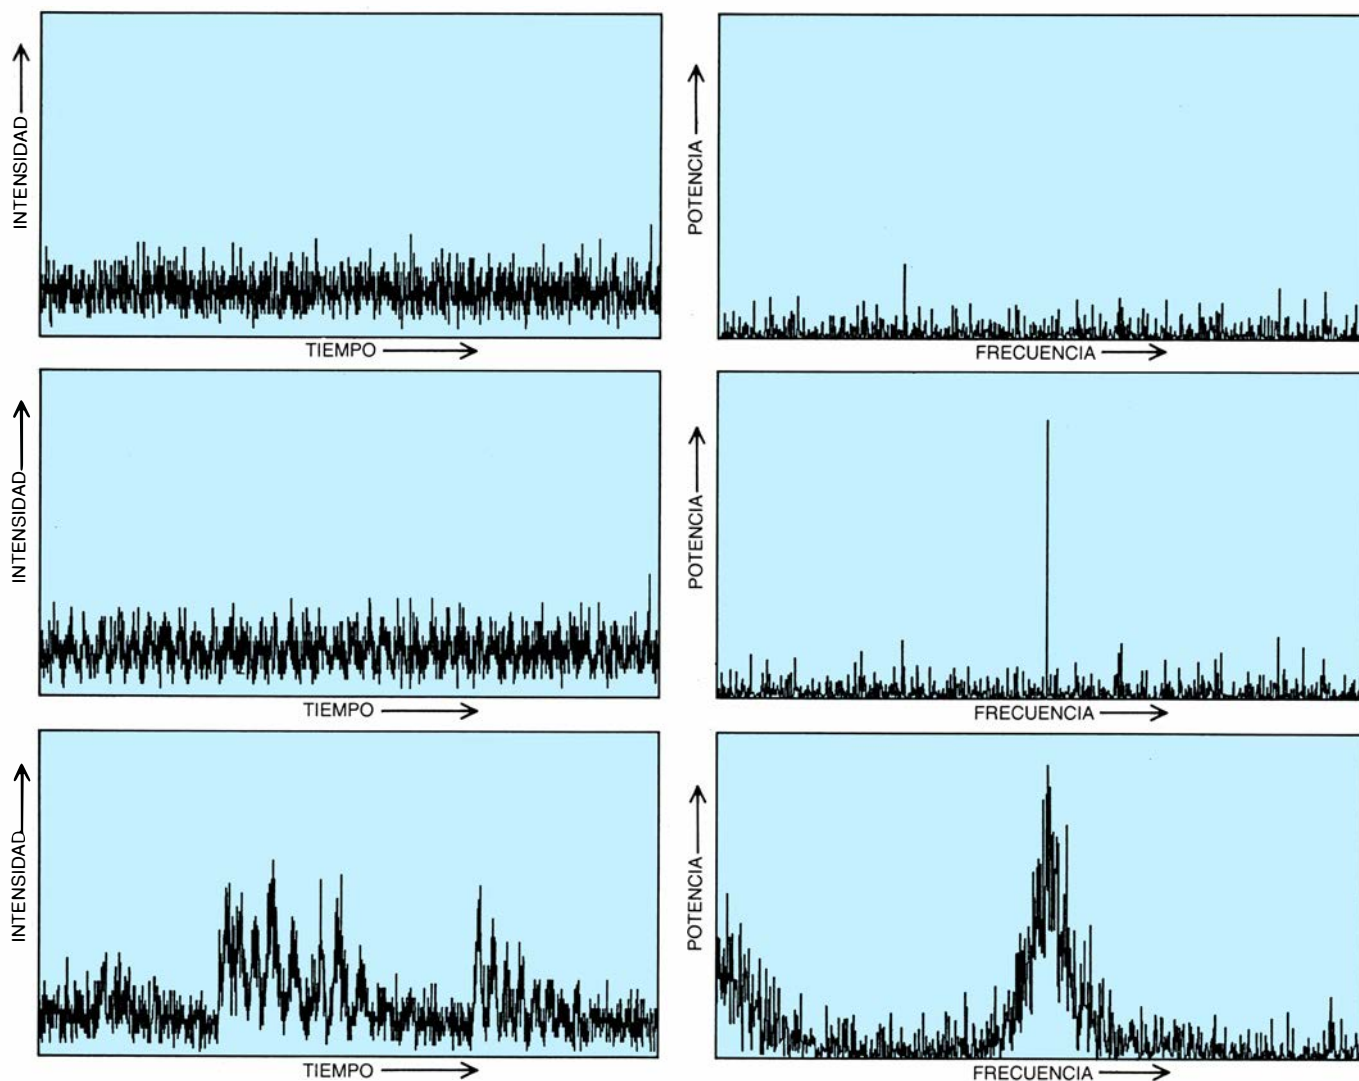 INTENSIDAD
TIEMPO
POTENCIA
FRECUENCIA
INTENSIDAD
TIEMPO
POTENCIA
FRECUENCIA
INTENSIDAD
TIEMPO
POTENCIA
FRECUENCIA